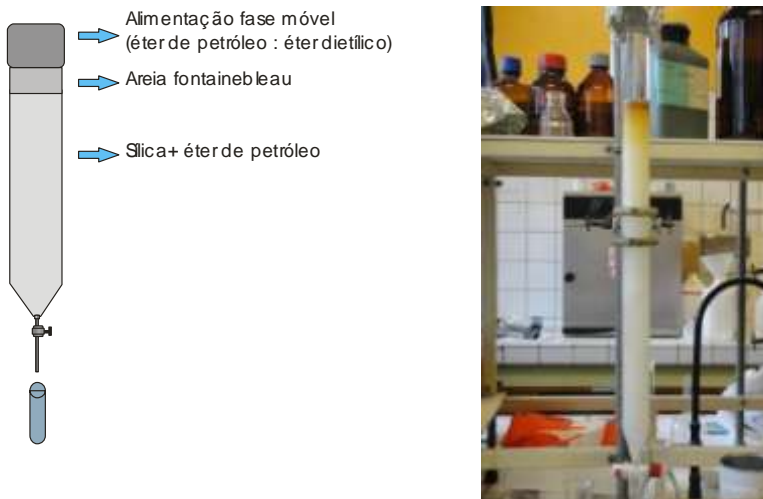 Alimentação fase móvel
(éter de petróleo : éter dietílico)
Areia fontainebleau
Sílica+ éter de petróleo